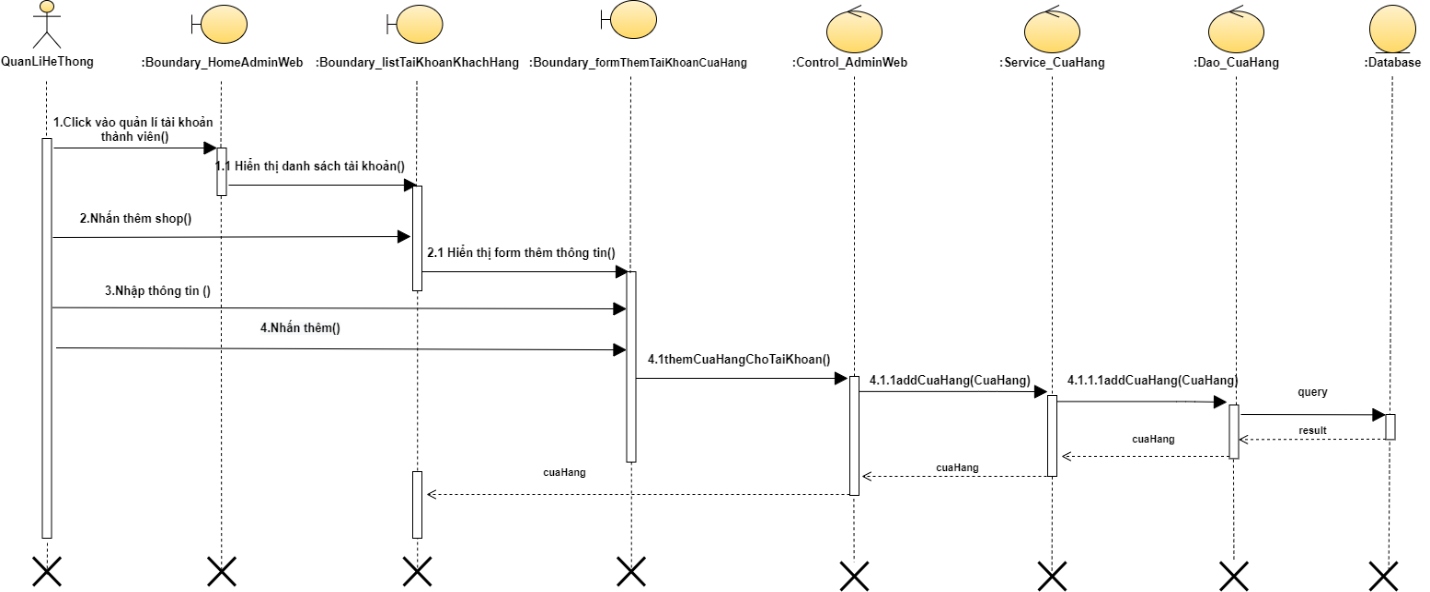 QuanLiHeThong
:Boundary_HomeAdminWeb
:Boundary_listTaiKhoanKhachHang
:Boundary_formThemTaiKhoanCuaHang
:Control_AdminWeb
:Service_CuaHang
:Dao_CuaHang
:Database
1.Click vào quản lí tài khoản
thành viên()
1.1 Hiển thị danh sách tài khoản()
2.Nhấn thêm shop()
2.1 Hiển thị form thêm thông tin()
3.Nhập thông tin ()
4.Nhấn thêm()
4.1themCuaHangChoTaiKhoan()
4.1.1addCuaHang(CuaHang)
4.1.1.1addCuaHang(CuaHang)
query
result
cuaHang
cuaHang
cuaHang